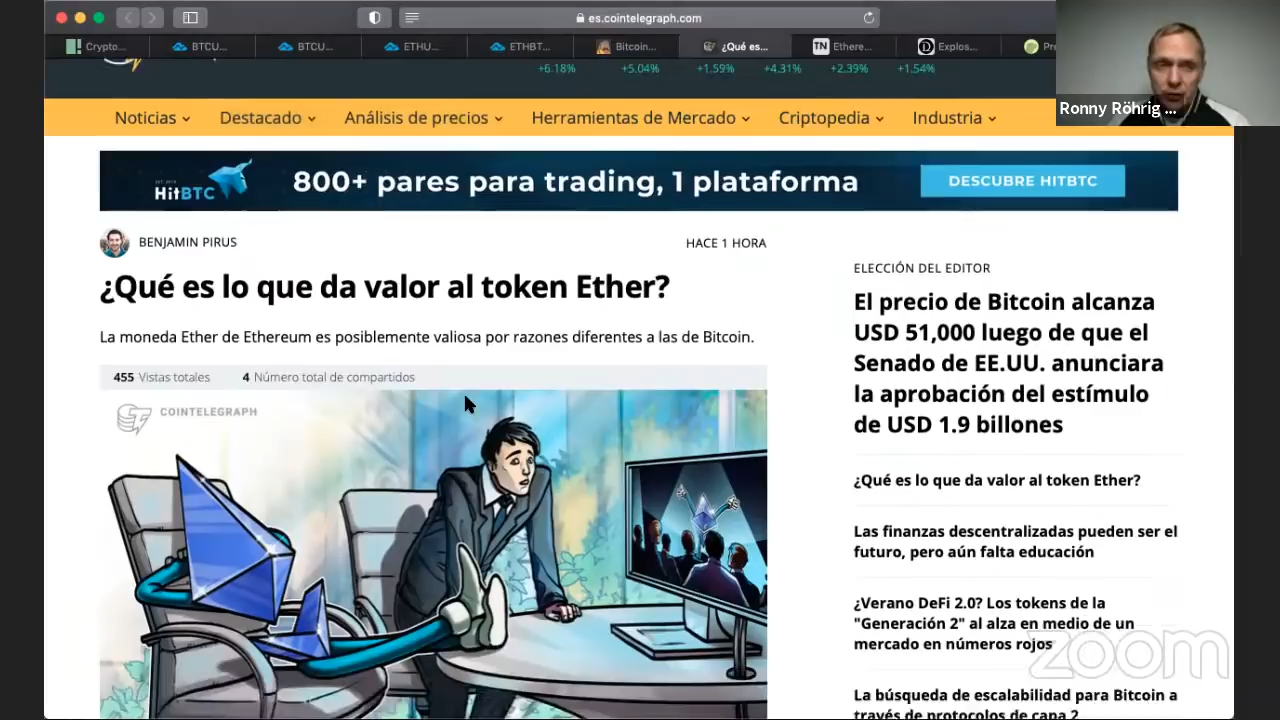 es.cointelegraph.com
Crypto...
BTCU...
BTCU...
ETHU...
ETHBT...
Bitcoin...
¿Qué es...
TN
Ethere...
Explos...
Pr
+6.18%
+5.04%
+1.59%
+4.31%
+2.39%
+1.54%
Ronny Röhrig ...
Noticias
Destacado
Análisis de precios
Herramientas de Mercado
Criptopedia
Industria
HitBTC
800+ pares para trading, 1 plataforma
DESCUBRE HITBTC
BENJAMIN PIRUS
HACE 1 HORA
¿Qué es lo que da valor al token Ether?
La moneda Ether de Ethereum es posiblemente valiosa por razones diferentes a las de Bitcoin.
455 Vistas totales
4 Número total de compartidos
COINTELEGRAPH
ELECCIÓN DEL EDITOR
El precio de Bitcoin alcanza
USD 51,000 luego de que el
Senado de EE.UU. anunciara
la aprobación del estímulo
de USD 1.9 billones
¿Qué es lo que da valor al token Ether?
Las finanzas descentralizadas pueden ser el
futuro, pero aún falta educación
¿Verano DeFi 2.0? Los tokens de la
"Generación 2" al alza en medio de un
mercado en números rojos
zoom
La búsqueda de escalabilidad para Bitcoin a
través de protocolos de capa 2